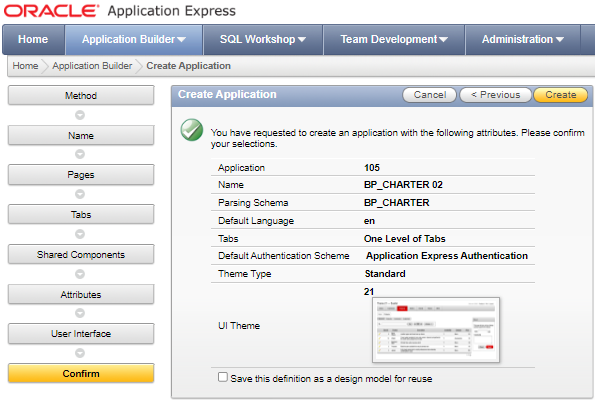 ORACLE Application Express
Home Application Builder SQL Workshop Team Development Administration
Home Application Builder Create Application
Method
Name
Pages
Tabs
Shared Components
Attributes
User Interface
Confirm
Create Application Cancel < Previous Create
You have requested to create an application with the following attributes. Please confirm
your selections.
Application 105
Name BP_CHARTER 02
Parsing Schema BP_CHARTER
Default Language en
Tabs One Level of Tabs
Default Authentication Scheme Application Express Authentication
Theme Type Standard
21
UI Theme
Save this definition as a design model for reuse